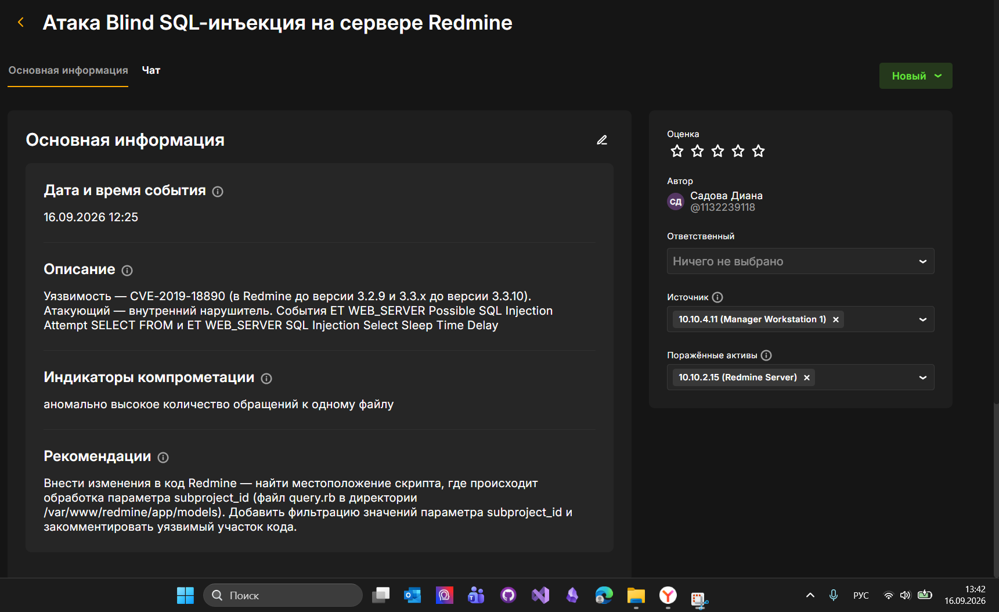 Атака Blind SQL-инъекция на сервере Redmine
Основная информация
Чат
Новый
Основная информация
Дата и время события
16.09.2026 12:25
Описание
Уязвимость — CVE-2019-18890 (в Redmine до версии 3.2.9 и 3.3.x до версии 3.3.10).
Атакующий — внутренний нарушитель. События ET WEB_SERVER Possible SQL Injection
Attempt SELECT FROM и ET WEB_SERVER SQL Injection Select Sleep Time Delay
Индикаторы компрометации
аномально высокое количество обращений к одному файлу
Рекомендации
Внести изменения в код Redmine — найти местоположение скрипта, где происходит
обработка параметра subproject_id (файл query.rb в директории
/var/www/redmine/app/models). Добавить фильтрацию значений параметра subproject_id и
закомментировать уязвимый участок кода.
Оценка
Автор
СД
Садова Диана
@1132239118
Ответственный
Ничего не выбрано
Источник
10.10.4.11 (Manager Workstation 1)
Поражённые активы
10.10.2.15 (Redmine Server)
Поиск
РУС
13:42
16.09.2026